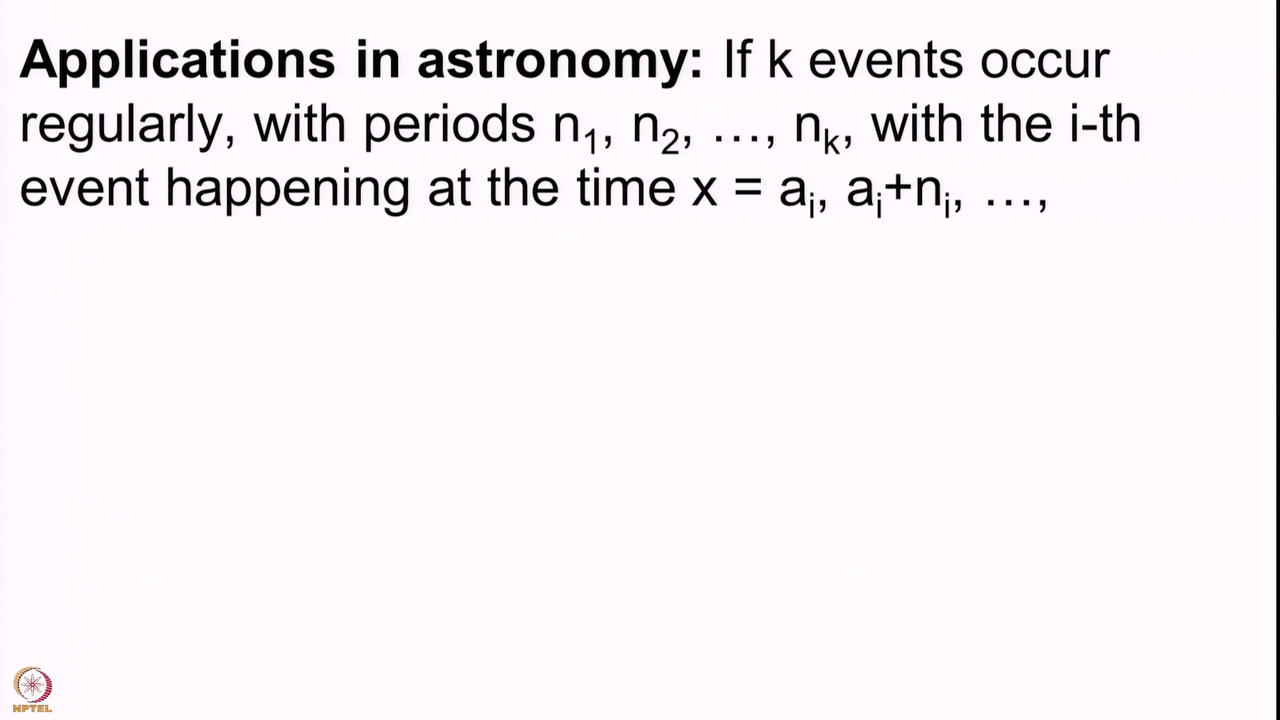 Applications in astronomy: If k events occur
regularly, with periods n₁, n₂, …, nₖ, with the i-th
event happening at the time x = aᵢ, aᵢ+nᵢ, …,
NPTEL